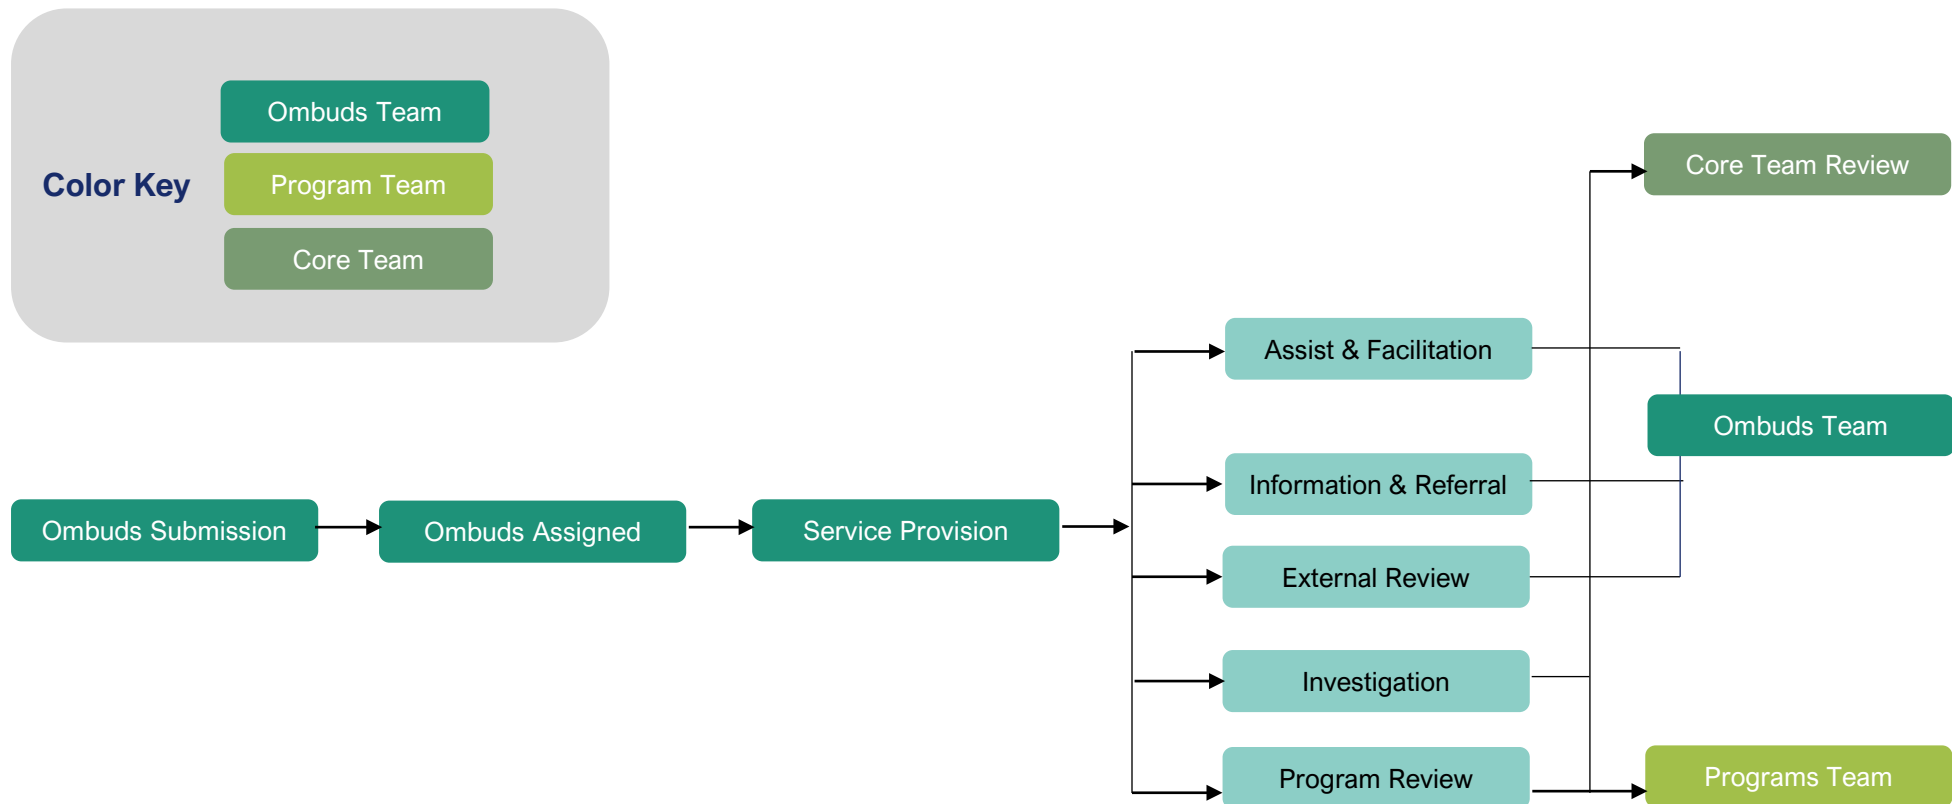 Color Key
Ombuds Team
Program Team
Core Team
Core Team Review
Assist & Facilitation
Ombuds Team
Information & Referral
Ombuds Submission
Ombuds Assigned
Service Provision
External Review
Investigation
Program Review
Programs Team